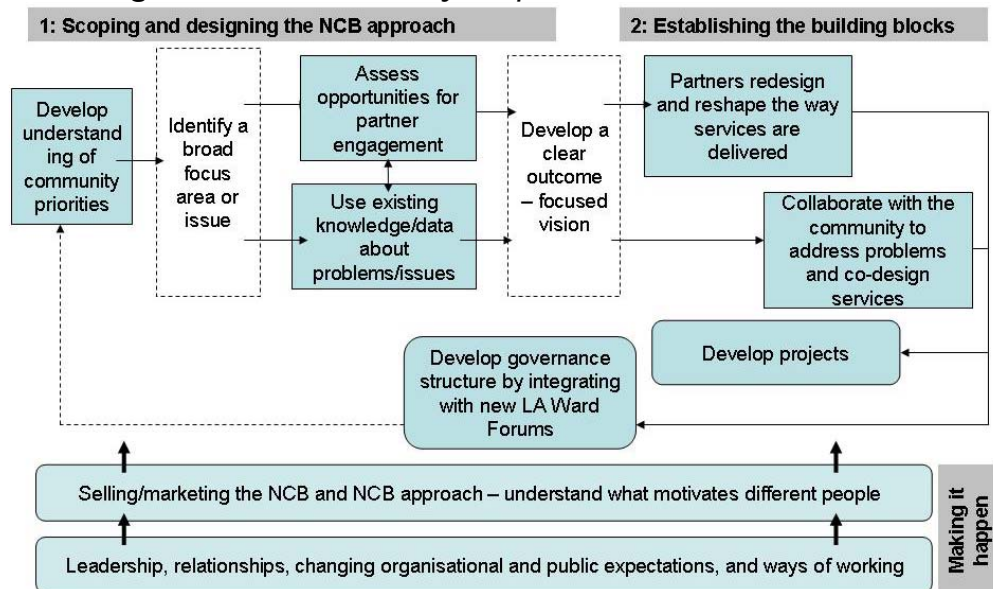 1: Scoping and designing the NCB approach
2: Establishing the building blocks
Develop
understand
ing of
community
priorities
Identify a
broad
focus
area or
issue
Assess
opportunities for
partner
engagement
Use existing
knowledge/data
about
problems/issues
Develop a
clear
outcome
– focused
vision
Partners redesign
and reshape the way
services are
delivered
Collaborate with the
community to
address problems
and co-design
services
Develop projects
Develop governance
structure by integrating
with new LA Ward
Forums
Selling/marketing the NCB and NCB approach – understand what motivates different people
Leadership, relationships, changing organisational and public expectations, and ways of working
Making it
happen